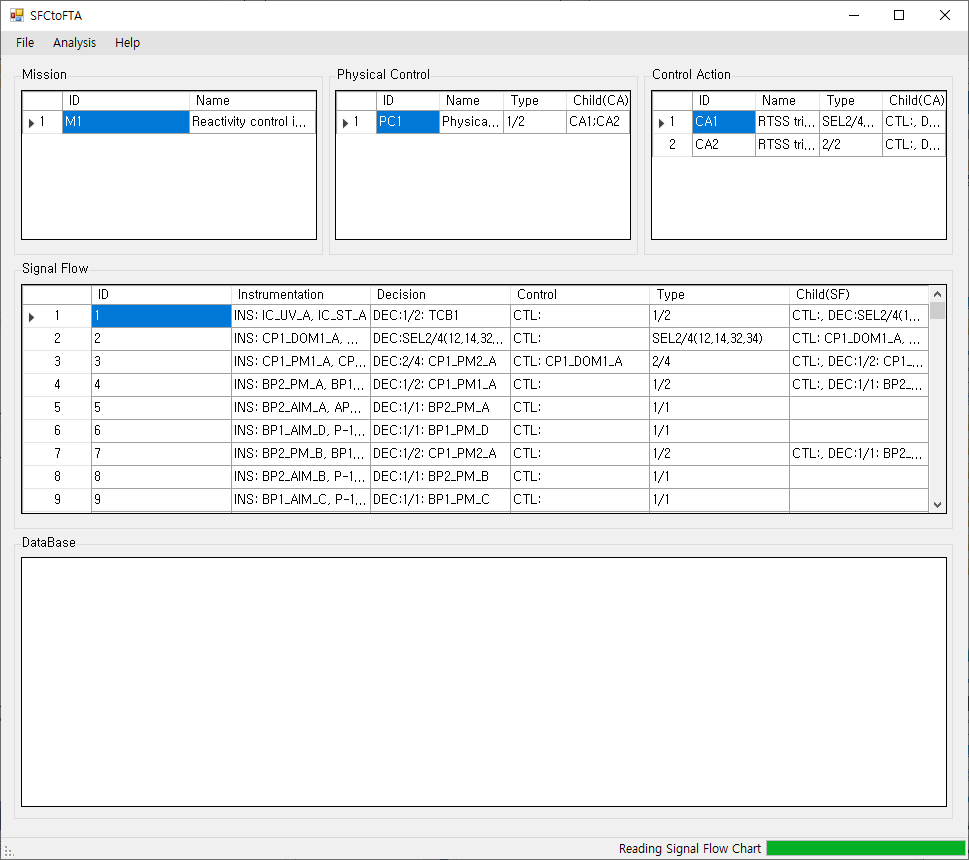 SFCtoFTA
File Analysis Help
Mission
ID Name
1 M1 Reactivity control i...
Physical Control
ID Name Type Child(CA)
1 PC1 Physica... 1/2 CA1;CA2
Control Action
ID Name Type Child(CA)
1 CA1 RTSS tri... SEL2/4... CTL:, D...
2 CA2 RTSS tri... 2/2 CTL:, D...
Signal Flow
ID Instrumentation Decision Control Type Child(SF)
1 1 INS: IC_UV_A, IC_ST_A DEC:1/2: TCB1 CTL: 1/2 CTL:, DEC:SEL2/4(1,...
2 2 INS: CP1_DOM1_A, ... DEC:SEL2/4(12,14,32,... CTL: SEL2/4(12,14,32,34) CTL: CP1_DOM1_A, ...
3 3 INS: CP1_PM1_A, CP... DEC:2/4: CP1_PM2_A CTL: CP1_DOM1_A 2/4 CTL:, DEC:1/2: CP1_...
4 4 INS: BP2_PM_A, BP1... DEC:1/2: CP1_PM1_A CTL: 1/2 CTL:, DEC:1/1: BP2_...
5 5 INS: BP2_AIM_A, AP... DEC:1/1: BP2_PM_A CTL: 1/1
6 6 INS: BP1_AIM_D, P-1... DEC:1/1: BP1_PM_D CTL: 1/1
7 7 INS: BP2_PM_B, BP1... DEC:1/2: CP1_PM2_A CTL: 1/2 CTL:, DEC:1/1: BP2_...
8 8 INS: BP2_AIM_B, P-1... DEC:1/1: BP2_PM_B CTL: 1/1
9 9 INS: BP1_AIM_C, P-1... DEC:1/1: BP1_PM_C CTL: 1/1
DataBase
Reading Signal Flow Chart